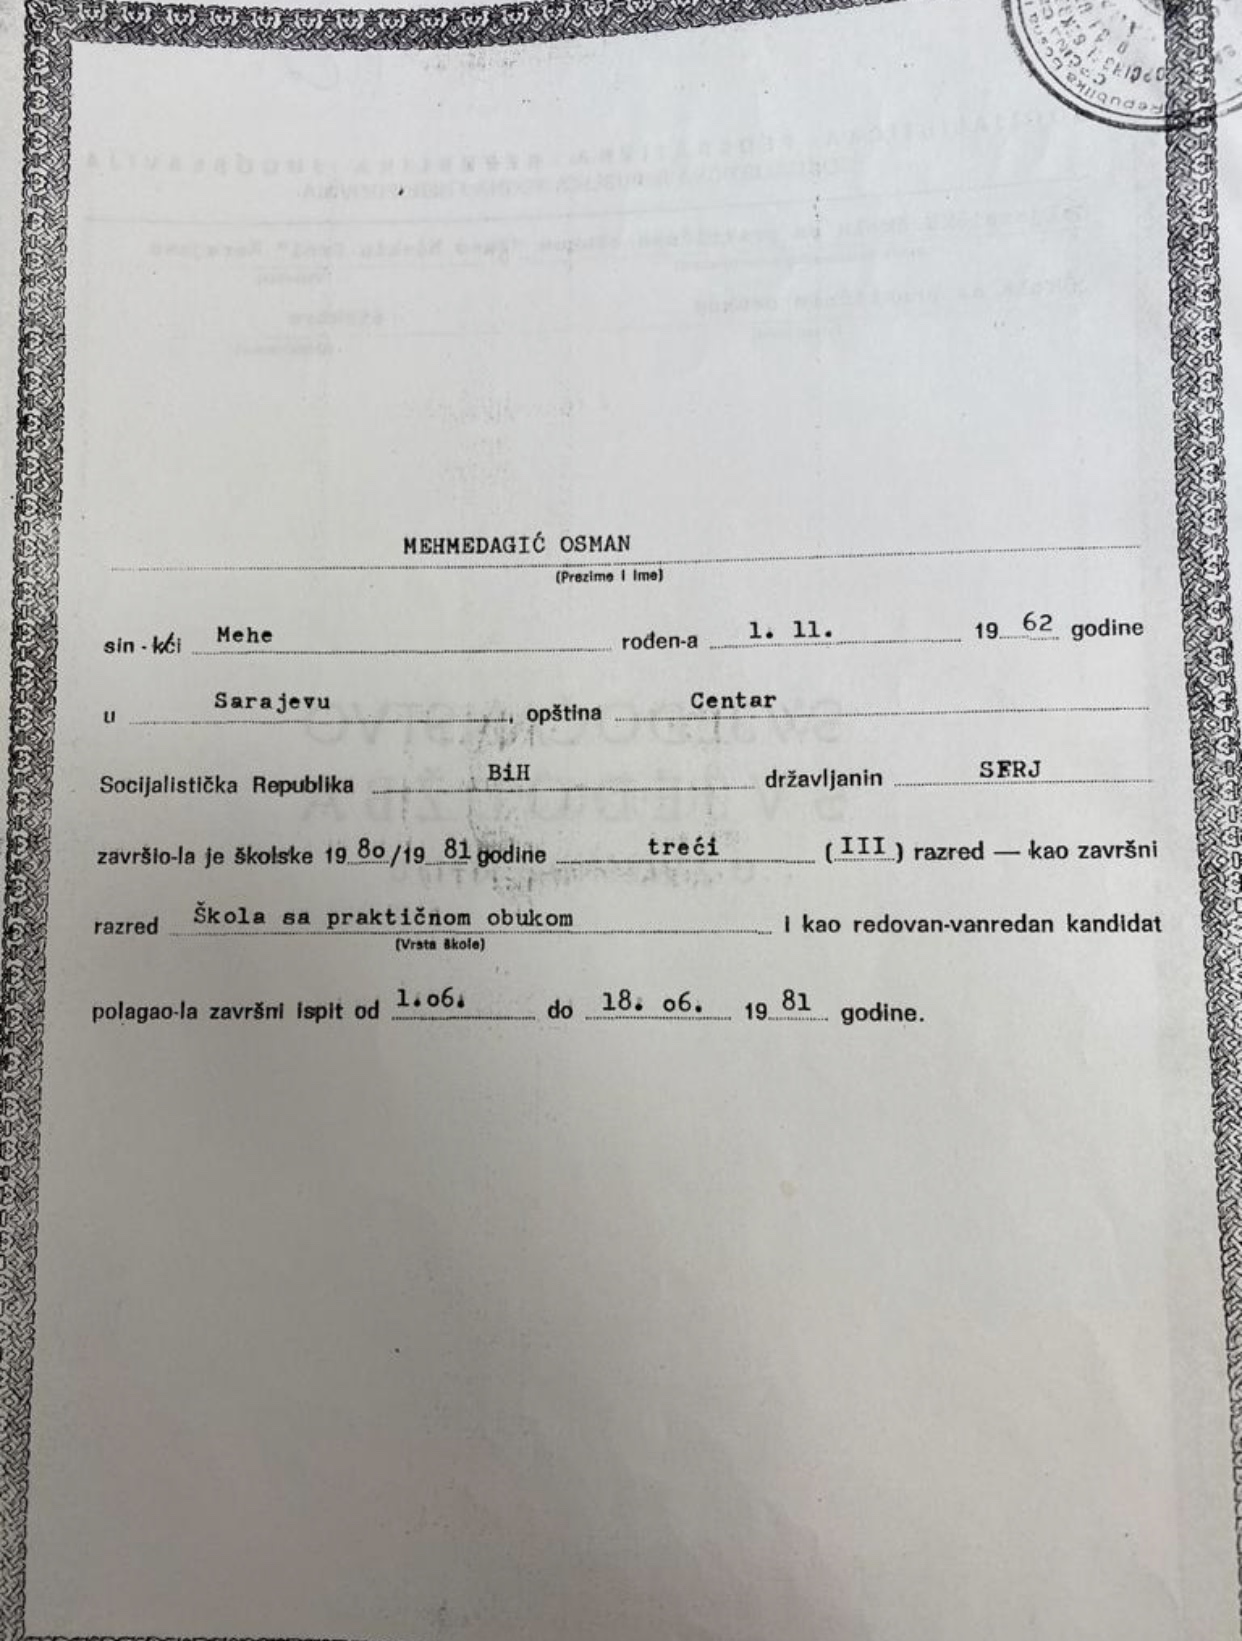 MEHMEDAGIĆ OSMAN
(Prezime i ime)
sin - kći Mehe rođen-a 1. 11. 19 62 godine
u Sarajevu, opština Centar
Socijalistička Republika BiH državljanin SFRJ
završio-la je školske 19 80/19 81 godine treći (III) razred — kao završni
razred Škola sa praktičnom obukom i kao redovan-vanredan kandidat
(Vrsta škole)
polagao-la završni ispit od 1.o6. do 18. o6. 19 81 godine.